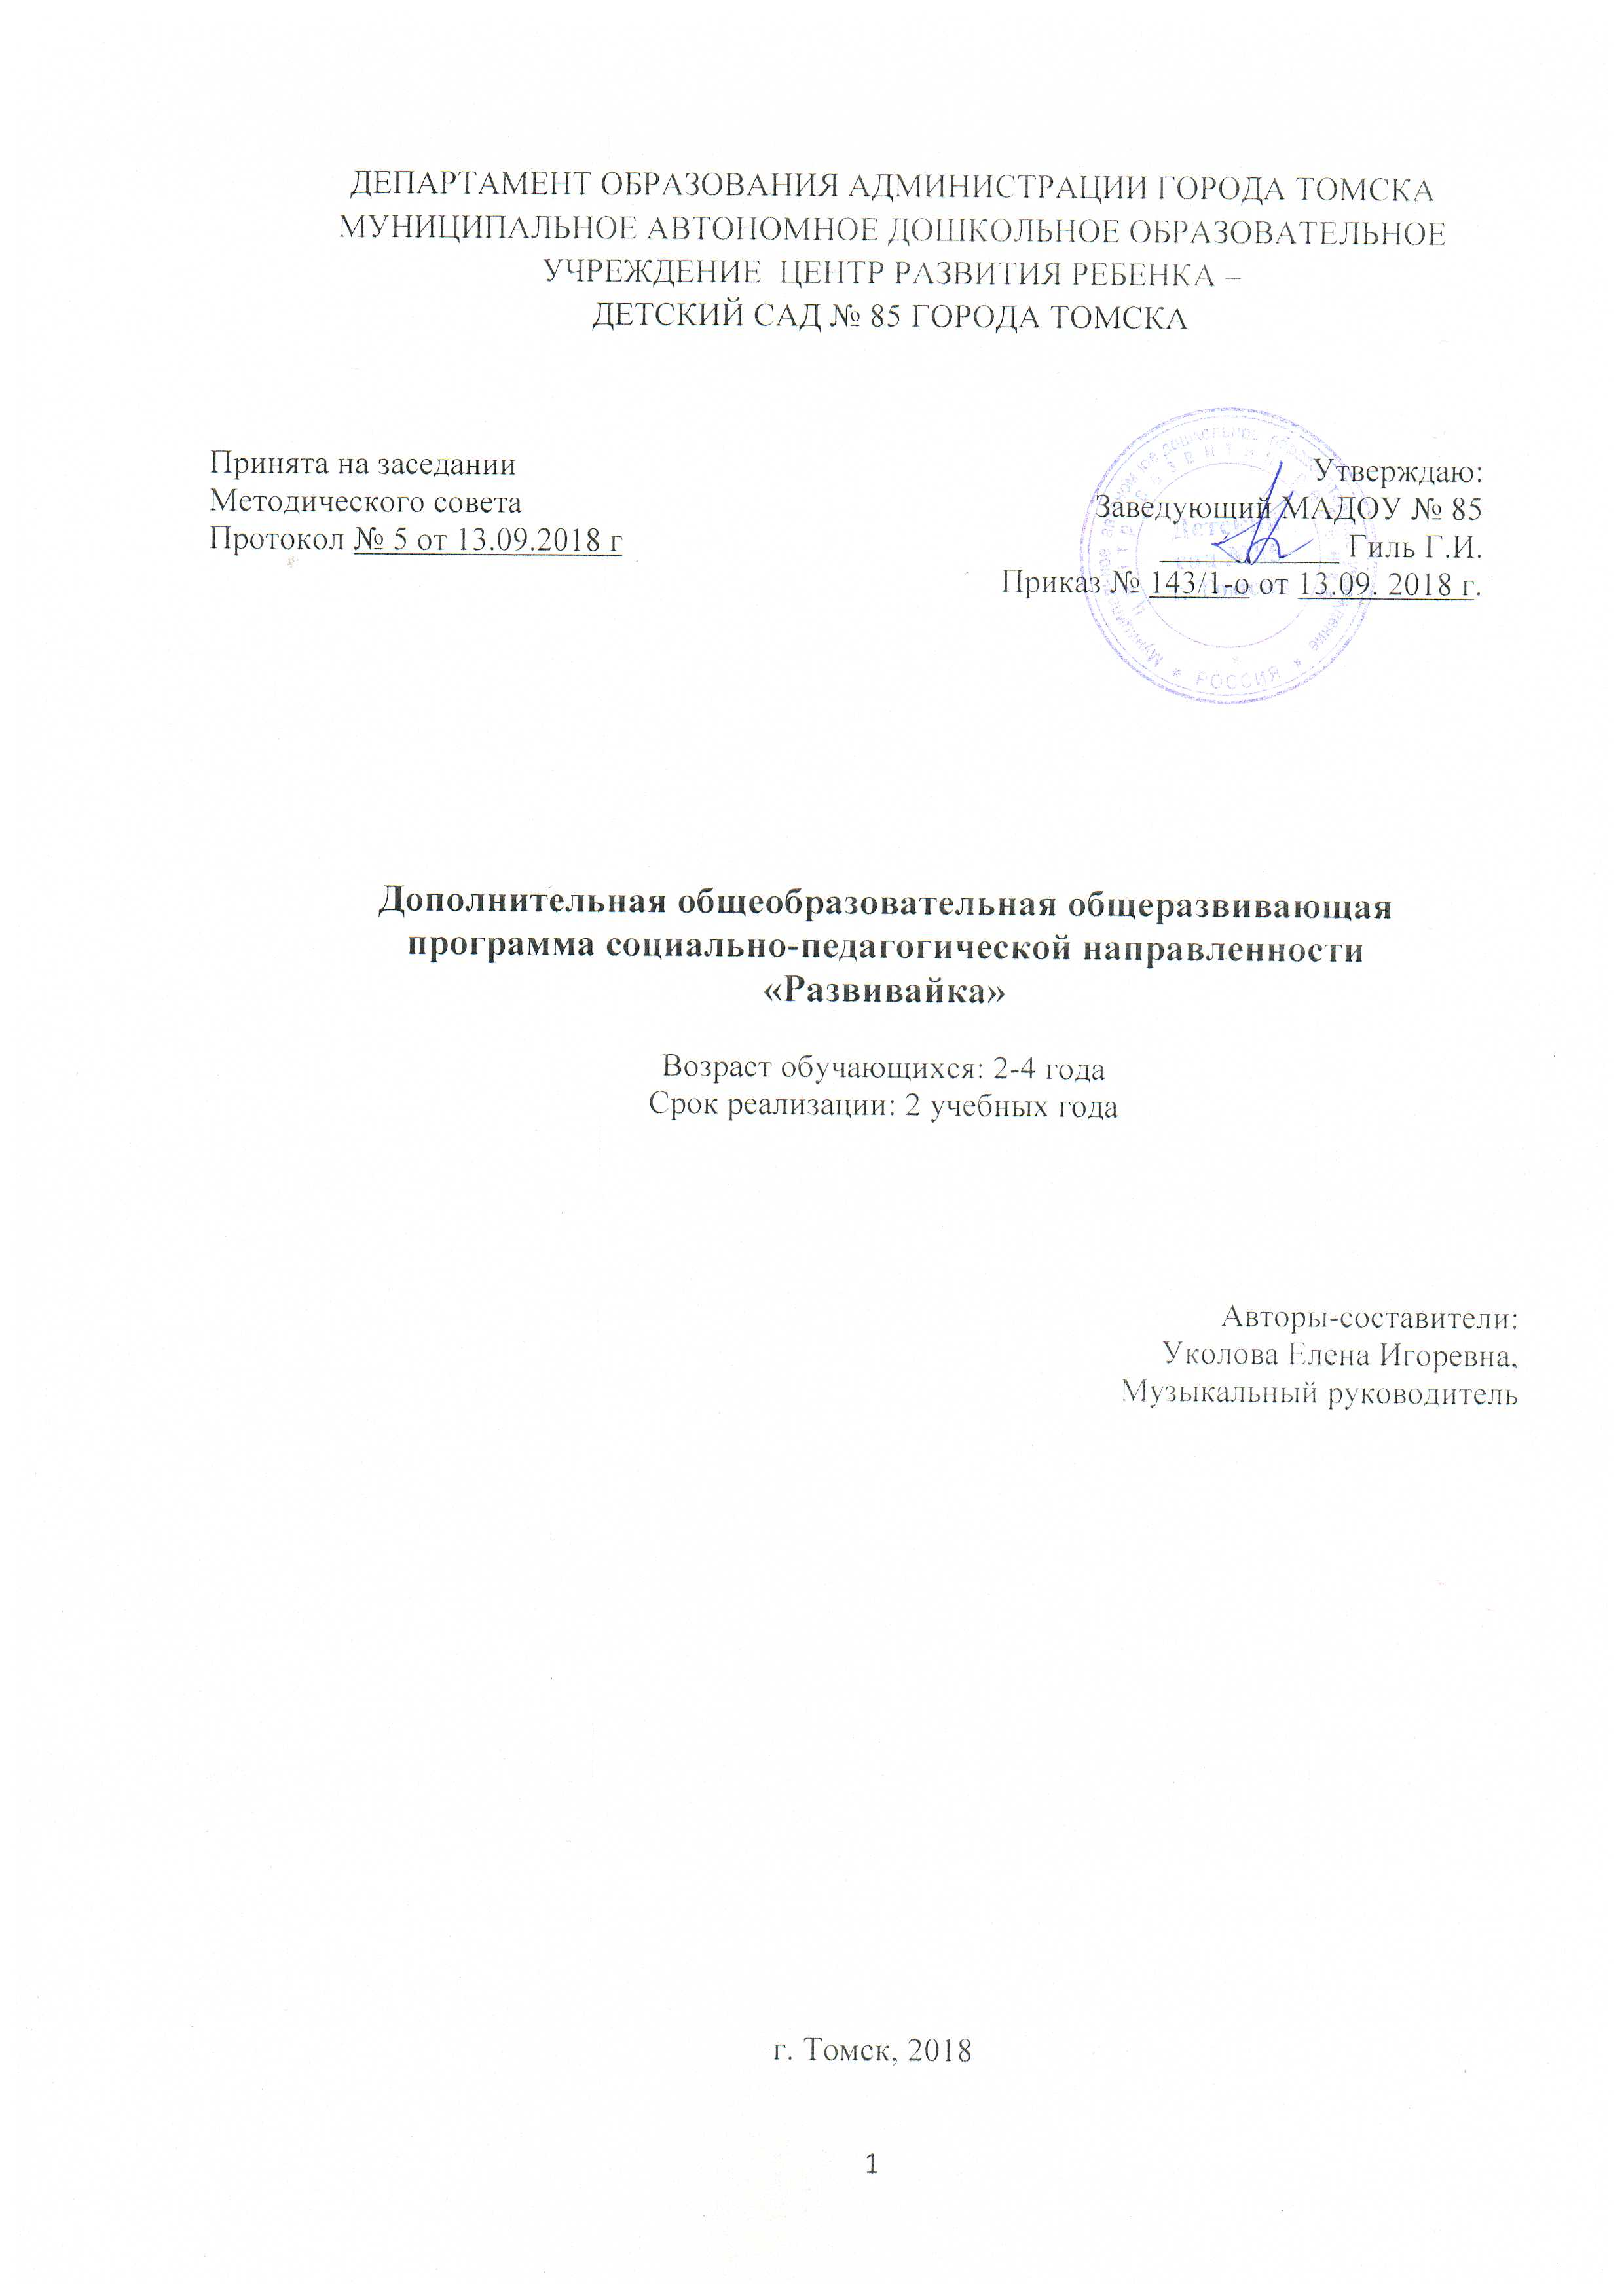 ДЕПАРТАМЕНТ ОБРАЗОВАНИЯ АДМИНИСТРАЦИИ ГОРОДА ТОМСКА
МУНИЦИПАЛЬНОЕ АВТОНОМНОЕ ДОШКОЛЬНОЕ ОБРАЗОВАТЕЛЬНОЕ
УЧРЕЖДЕНИЕ ЦЕНТР РАЗВИТИЯ РЕБЕНКА –
ДЕТСКИЙ САД № 85 ГОРОДА ТОМСКА
Принята на заседании
Методического совета
Протокол № 5 от 13.09.2018 г
Утверждаю:
Заведующий МАДОУ № 85
Гиль Г.И.
Приказ № 143/1-о от 13.09. 2018 г.
РОССИЯ
Дополнительная общеобразовательная общеразвивающая
программа социально-педагогической направленности
«Развивайка»
Возраст обучающихся: 2-4 года
Срок реализации: 2 учебных года
Авторы-составители:
Уколова Елена Игоревна,
Музыкальный руководитель
г. Томск, 2018
1